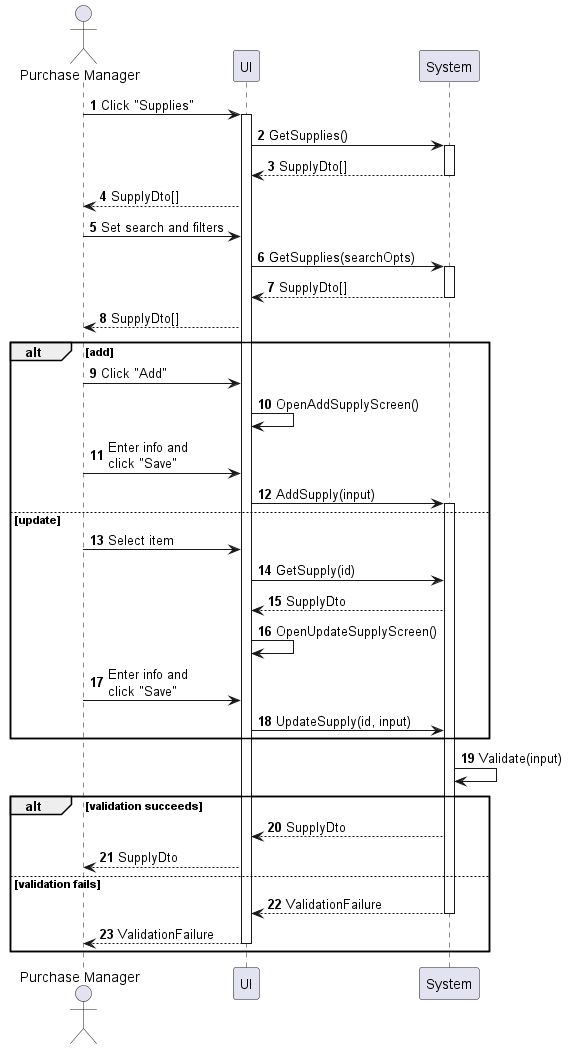 Purchase Manager
UI
System
1 Click "Supplies"
2 GetSupplies()
3 SupplyDto[]
4 SupplyDto[]
5 Set search and filters
6 GetSupplies(searchOpts)
7 SupplyDto[]
8 SupplyDto[]
alt
[add]
9 Click "Add"
10 OpenAddSupplyScreen()
11 Enter info and
click "Save"
12 AddSupply(input)
[update]
13 Select item
14 GetSupply(id)
15 SupplyDto
16 OpenUpdateSupplyScreen()
17 Enter info and
click "Save"
18 UpdateSupply(id, input)
19 Validate(input)
alt
[validation succeeds]
20 SupplyDto
21 SupplyDto
[validation fails]
22 ValidationFailure
23 ValidationFailure
Purchase Manager
UI
System